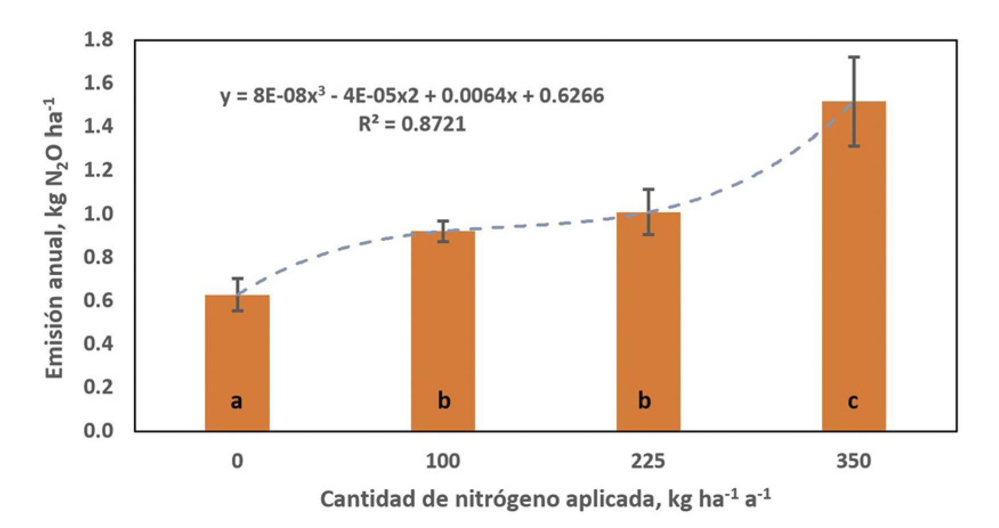 1.8
1.6
1.4
1.2
1.0
0.8
0.6
0.4
0.2
0.0
Emisión anual, kg N₂O ha⁻¹
y = 8E-08x³ - 4E-05x2 + 0.0064x + 0.6266
R² = 0.8721
a b b c
0 100 225 350
Cantidad de nitrógeno aplicada, kg ha⁻¹ a⁻¹